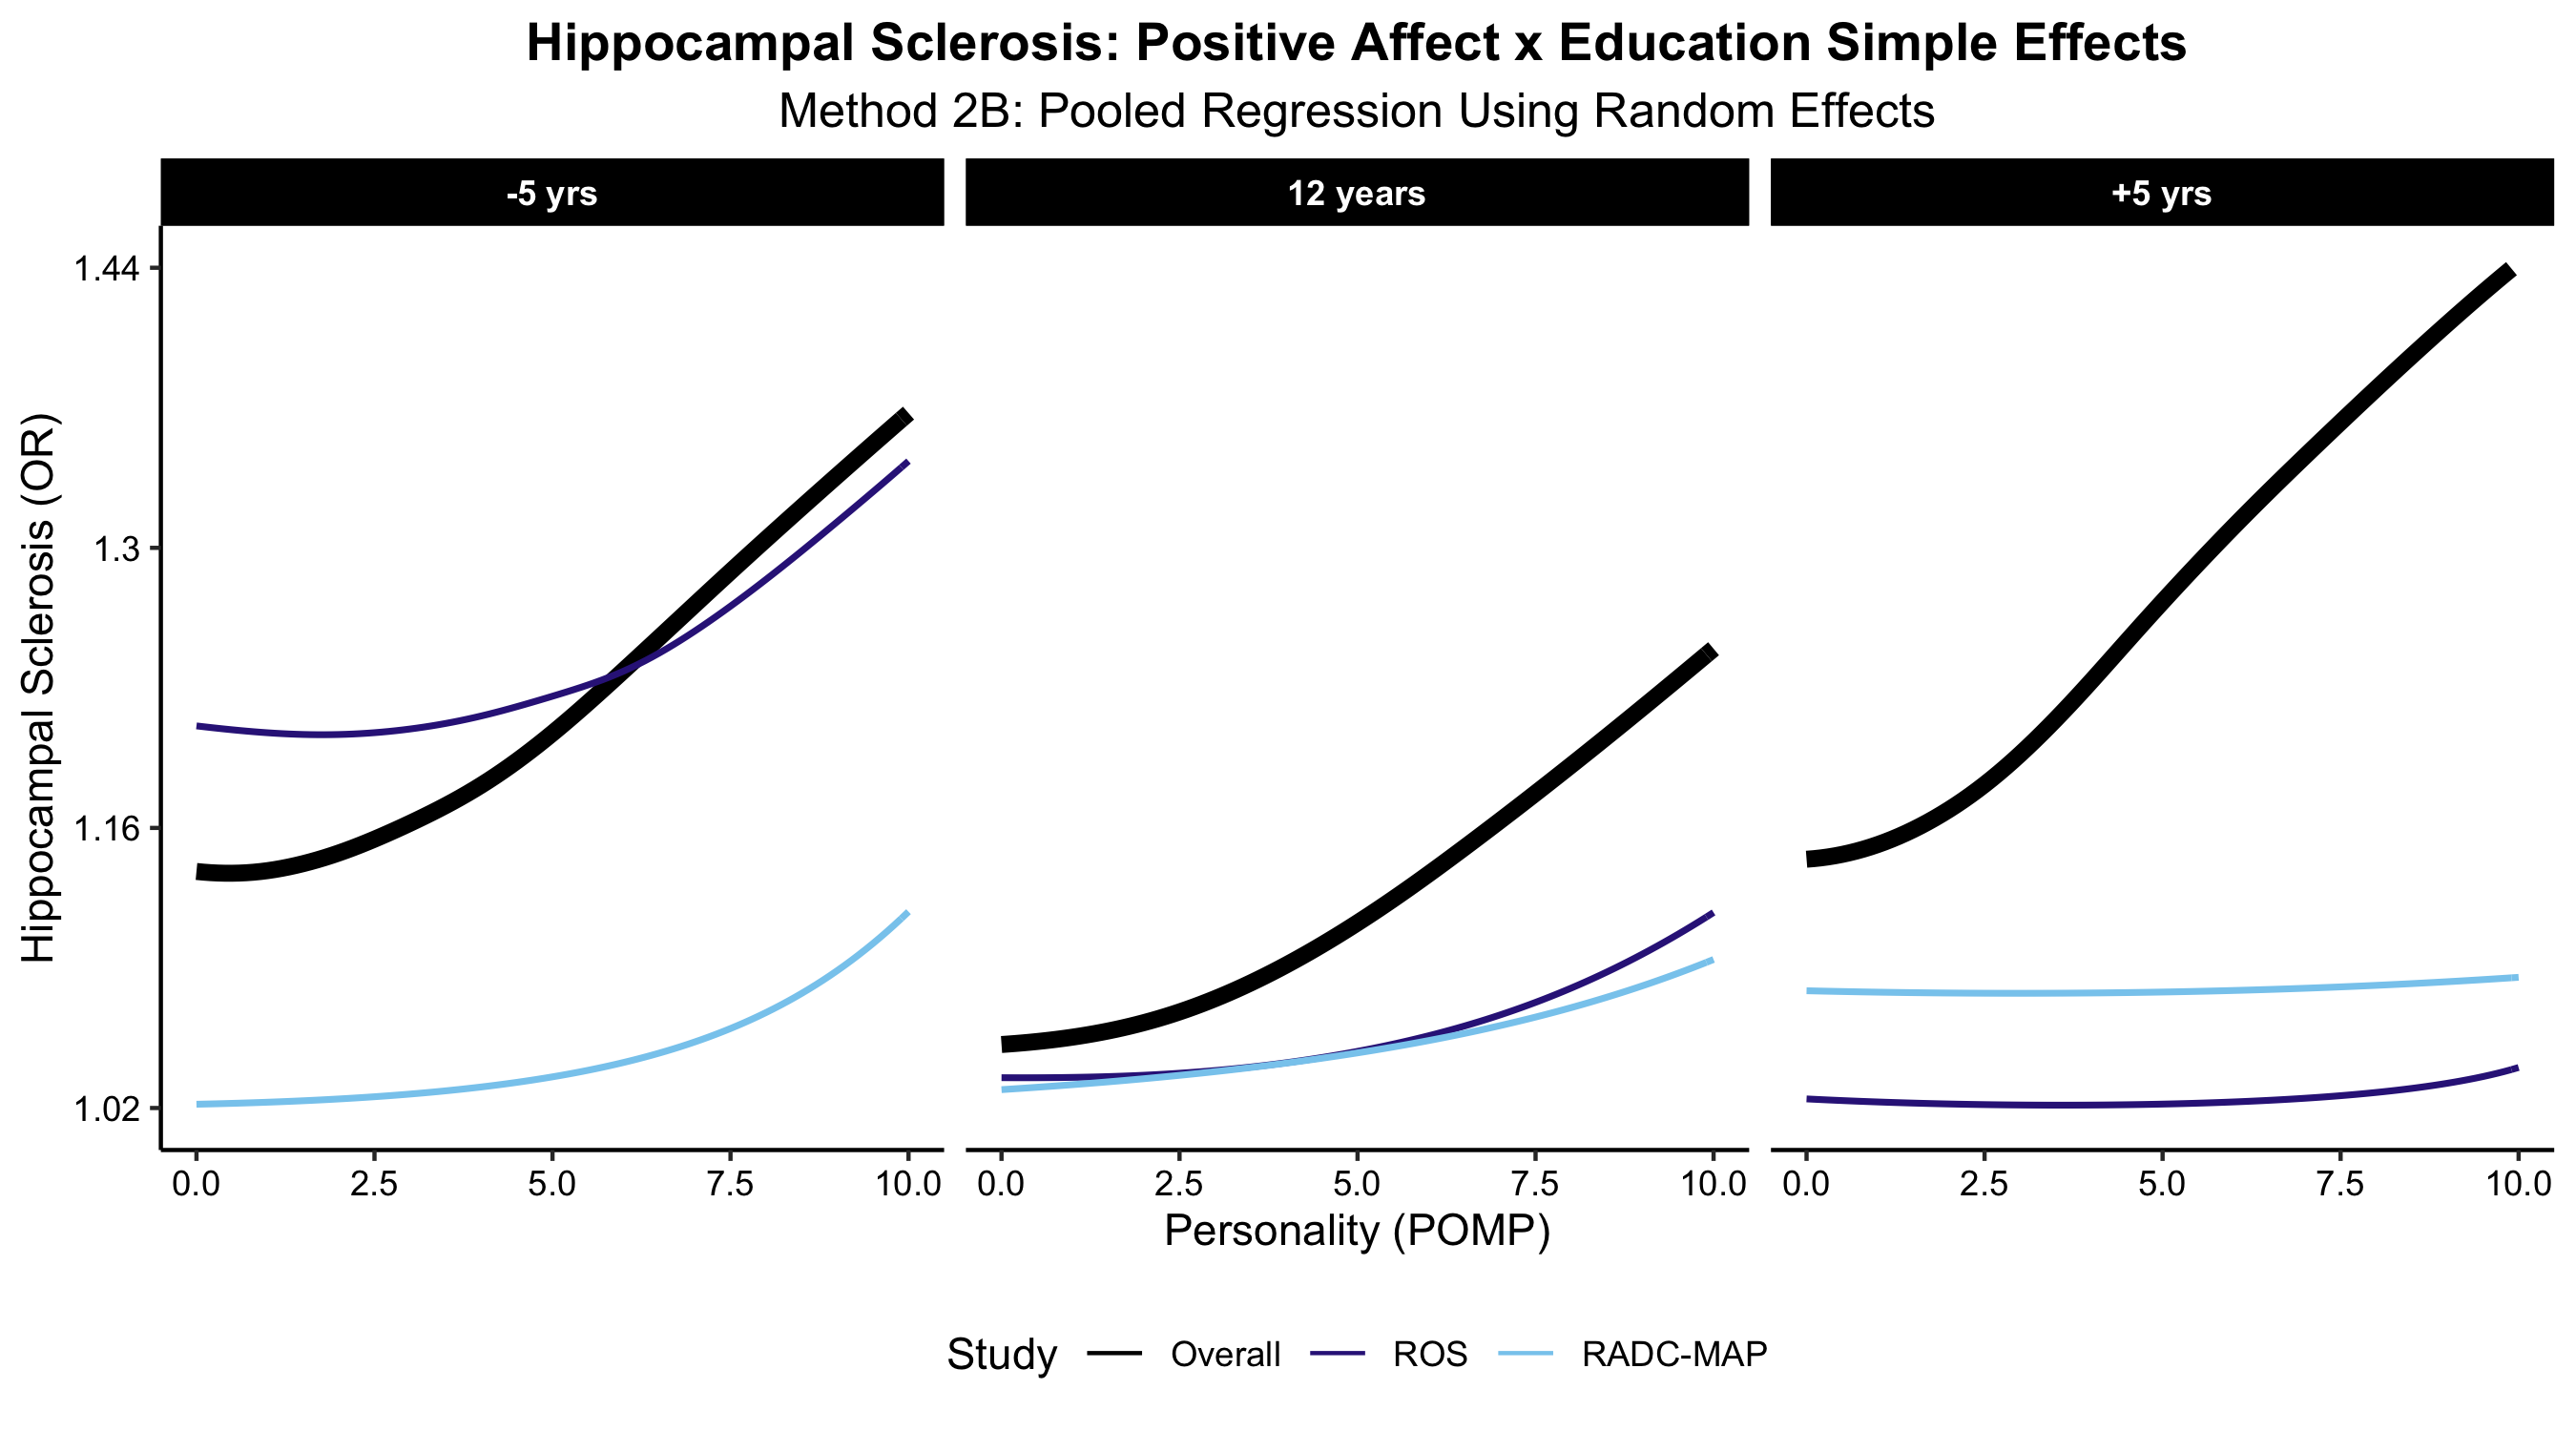 Hippocampal Sclerosis: Positive Affect x Education Simple Effects
Method 2B: Pooled Regression Using Random Effects
-5 yrs
12 years
+5 yrs
Hippocampal Sclerosis (OR)
1.44
1.3
1.16
1.02
0.0 2.5 5.0 7.5 10.0
0.0 2.5 5.0 7.5 10.0
0.0 2.5 5.0 7.5 10.0
Personality (POMP)
Study Overall ROS RADC-MAP